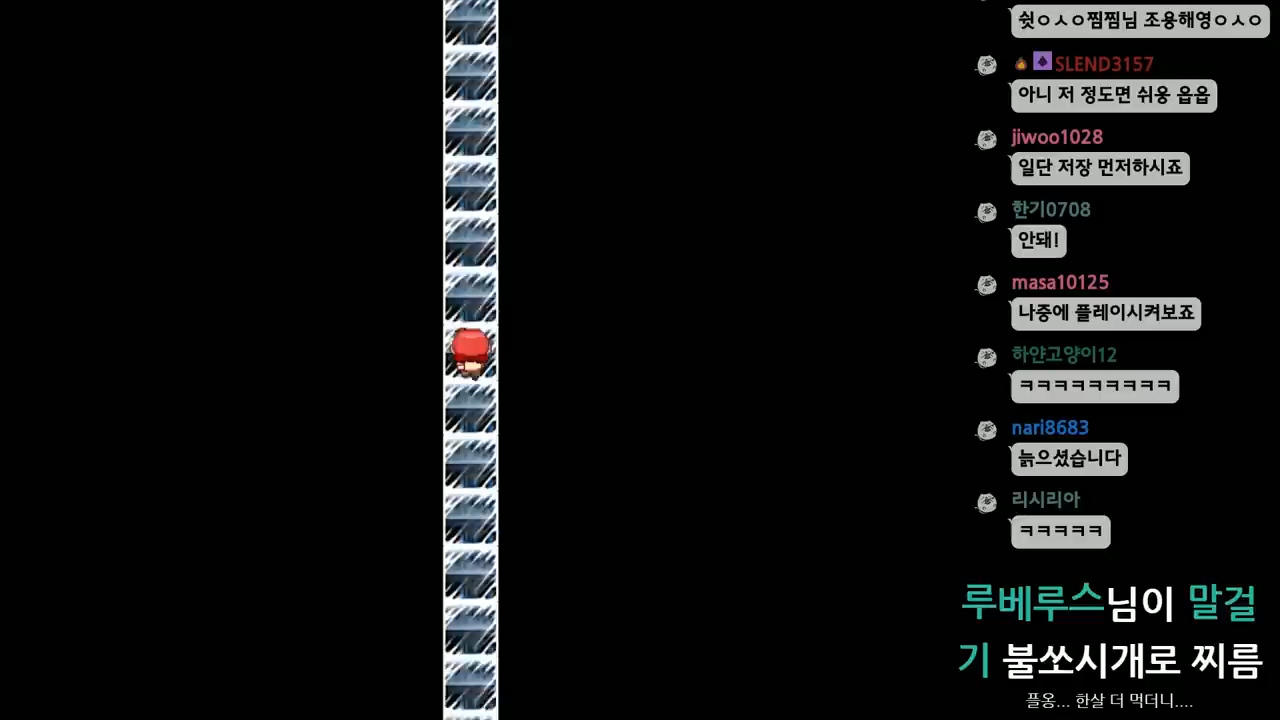 쉿ㅇㅅㅇ찜찜님 조용해영ㅇㅅㅇ
SLEND3157
아니 저 정도면 쉬웅 읍읍
jiwoo1028
일단 저장 먼저하시죠
한기0708
안돼!
masa10125
나중에 플레이시켜보죠
하얀고양이12
ㅋㅋㅋㅋㅋㅋㅋㅋㅋ
nari8683
늙으셨습니다
리시리아
ㅋㅋㅋㅋㅋ
루베루스님이 말걸
기 불쏘시개로 찌름
플옹... 한살 더 먹더니....